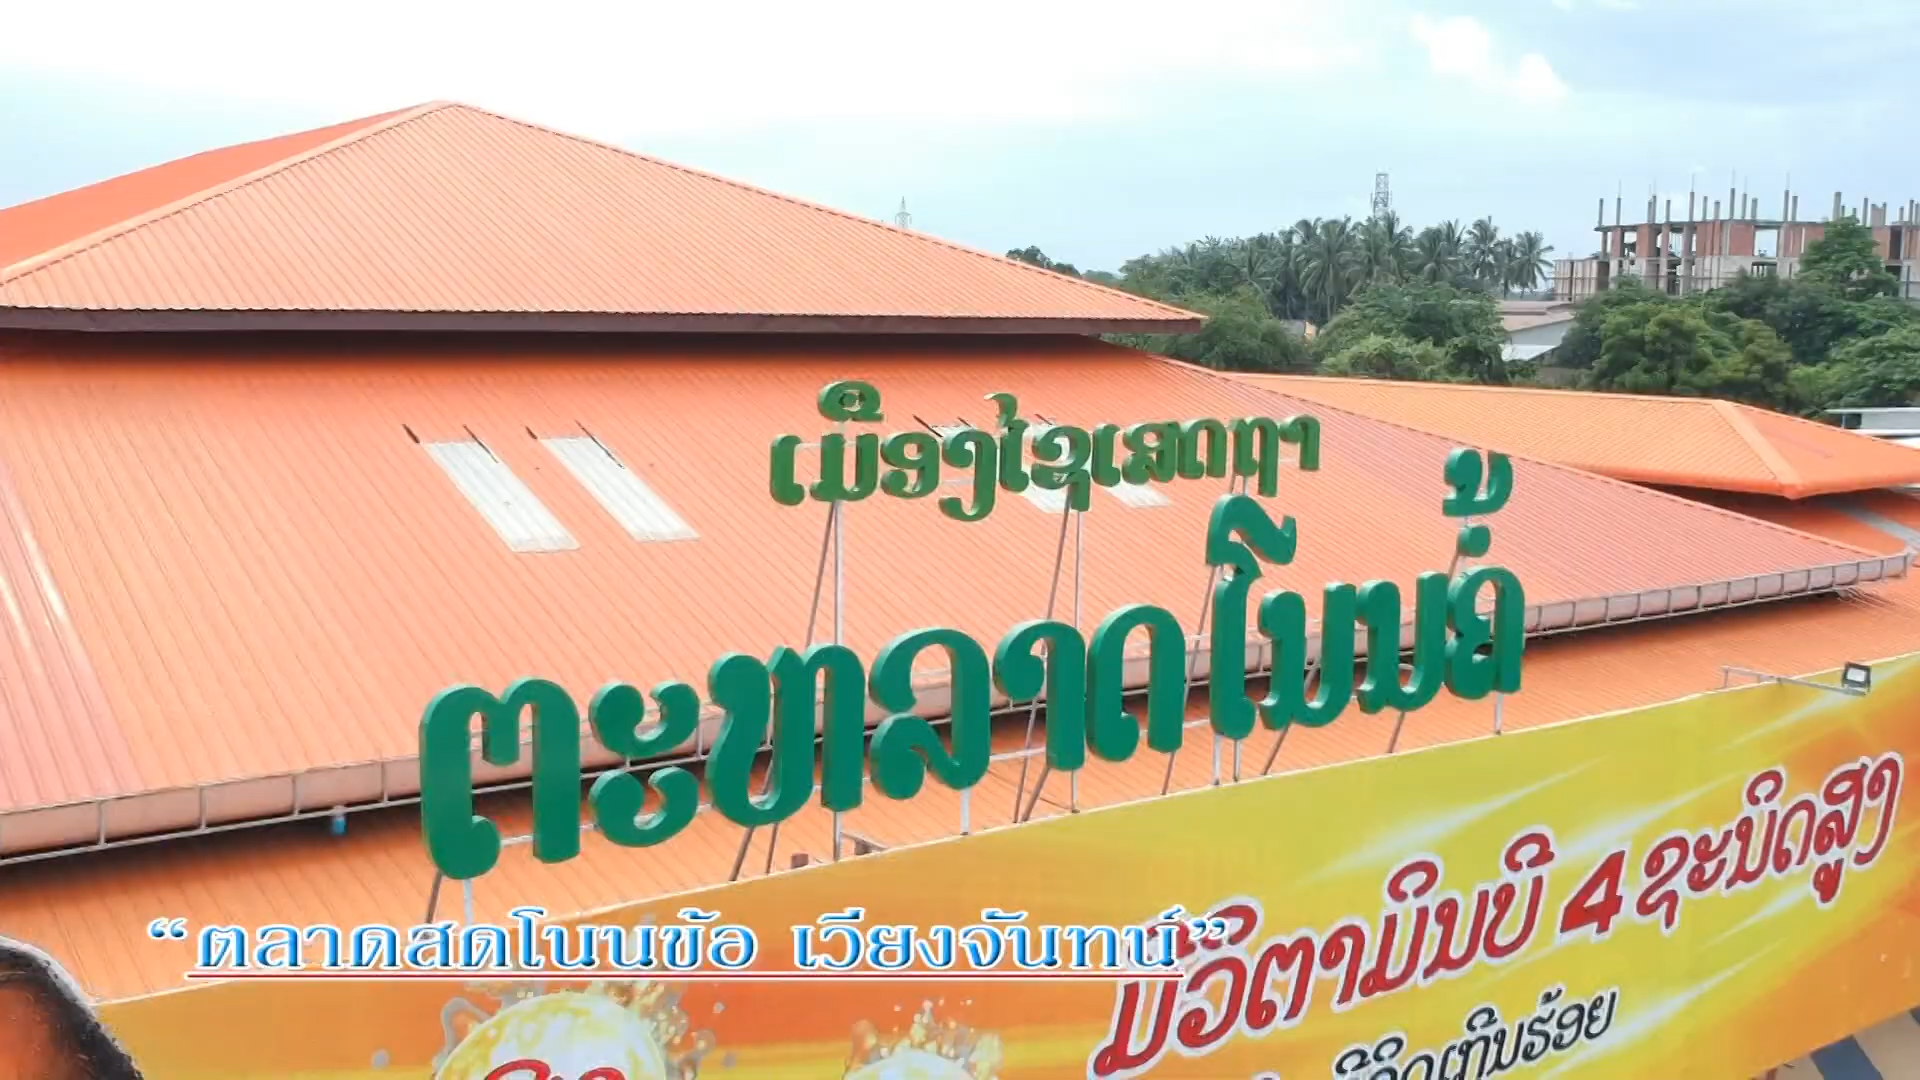 ເມືອງໄຊເສດຖາ
ຕະຫລາດໂນນຄໍ້
“ตลาดสดโนนข้อ เวียงจันทน์”
ມີວິຕາມິນບີ 4 ຊະນິດສູງ